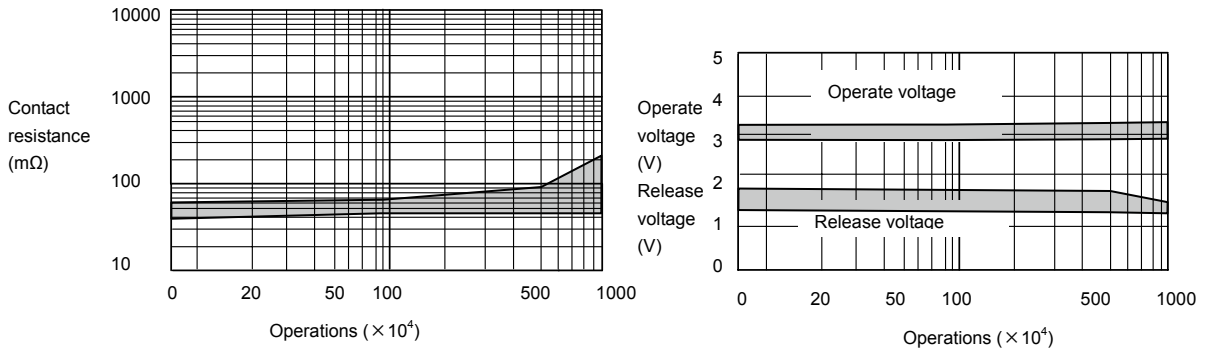 10000
1000
100
10
Contact
resistance
(mΩ)
0 20 50 100 500 1000
Operations (×10⁴)
5
4
3
2
1
0
Operate
voltage
(V)
Release
voltage
(V)
Operate voltage
Release voltage
0 20 50 100 500 1000
Operations (×10⁴)